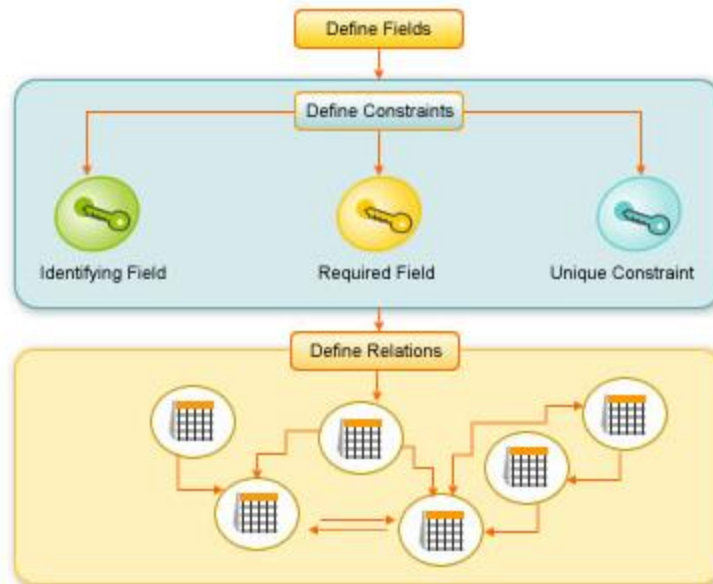 Define Fields
Define Constraints
Identifying Field
Required Field
Unique Constraint
Define Relations